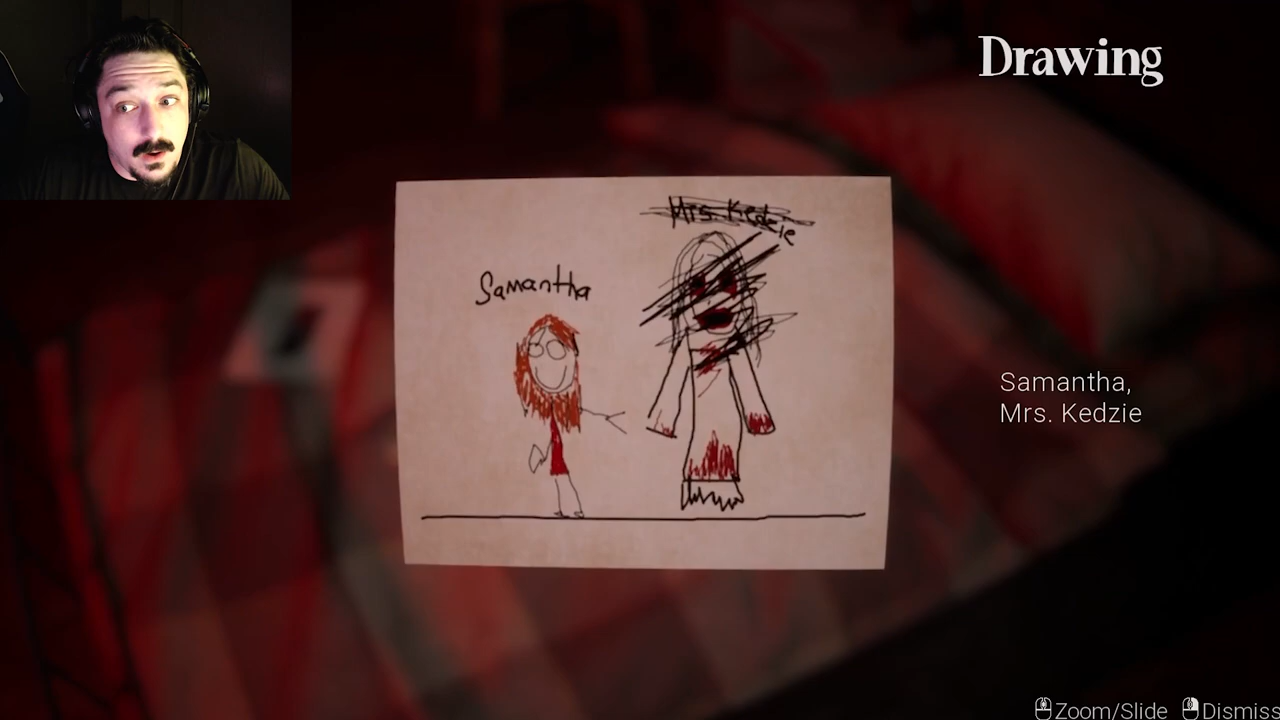 Drawing
Mrs. Kedzie
Samantha
Samantha,
Mrs. Kedzie
Zoom/Slide Dismiss